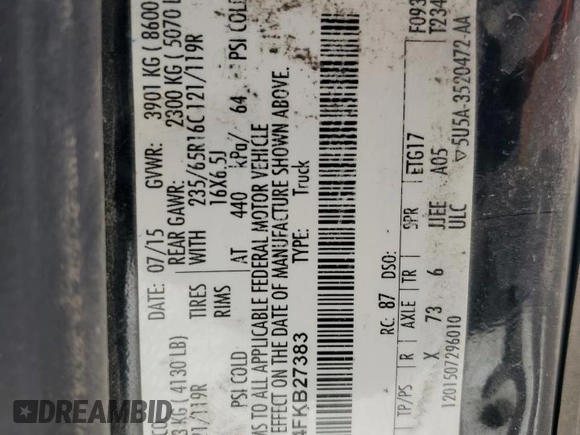 CO
DATE: 07/15 GVWR: 3901 KG ( 8600
3 KG ( 4130 LB) REAR GAWR: 2300 KG ( 5070 L
TIRES WITH 235/65R16C 121/119R
1/119R RIMS 16X6.5J
PSI COLD AT 440 kPa/ 64 PSI COLD
MS TO ALL APPLICABLE FEDERAL MOTOR VEHICLE
EFFECT ON THE DATE OF MANUFACTURE SHOWN ABOVE.
4FKB27383 TYPE: Truck
F093
T234
RC: 87 DSO:
TP/PS R AXLE TR SPR ETG17
X 73 6 JJEE A05
1201507296010 ULC ▽5U5A-3520472-AA
DREAMBID
.COM